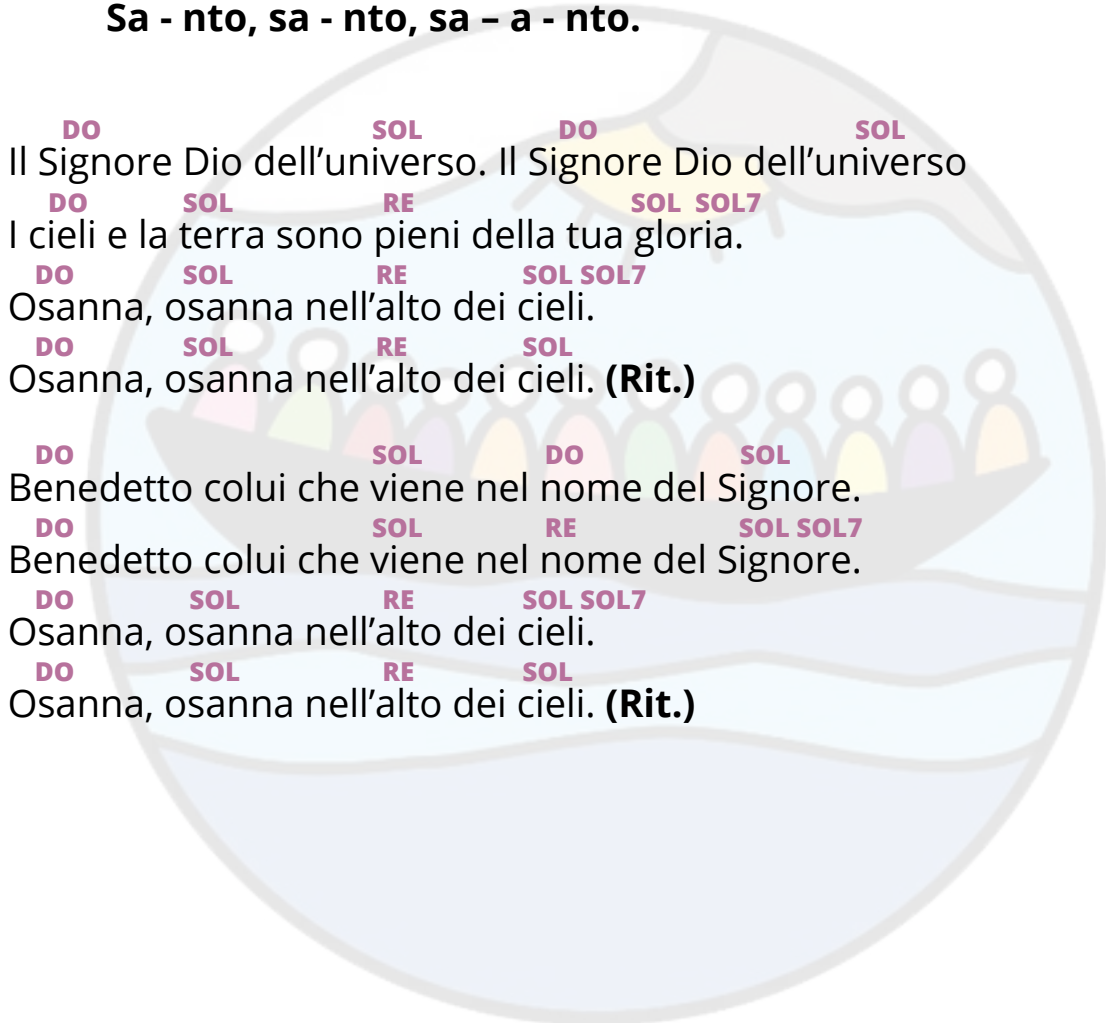 Sa - nto, sa - nto, sa – a - nto.
DO SOL DO SOL
Il Signore Dio dell’universo. Il Signore Dio dell’universo
DO SOL RE SOL SOL7
I cieli e la terra sono pieni della tua gloria.
DO SOL RE SOL SOL7
Osanna, osanna nell’alto dei cieli.
DO SOL RE SOL
Osanna, osanna nell’alto dei cieli. (Rit.)
DO SOL DO SOL
Benedetto colui che viene nel nome del Signore.
DO SOL RE SOL SOL7
Benedetto colui che viene nel nome del Signore.
DO SOL RE SOL SOL7
Osanna, osanna nell’alto dei cieli.
DO SOL RE SOL
Osanna, osanna nell’alto dei cieli. (Rit.)